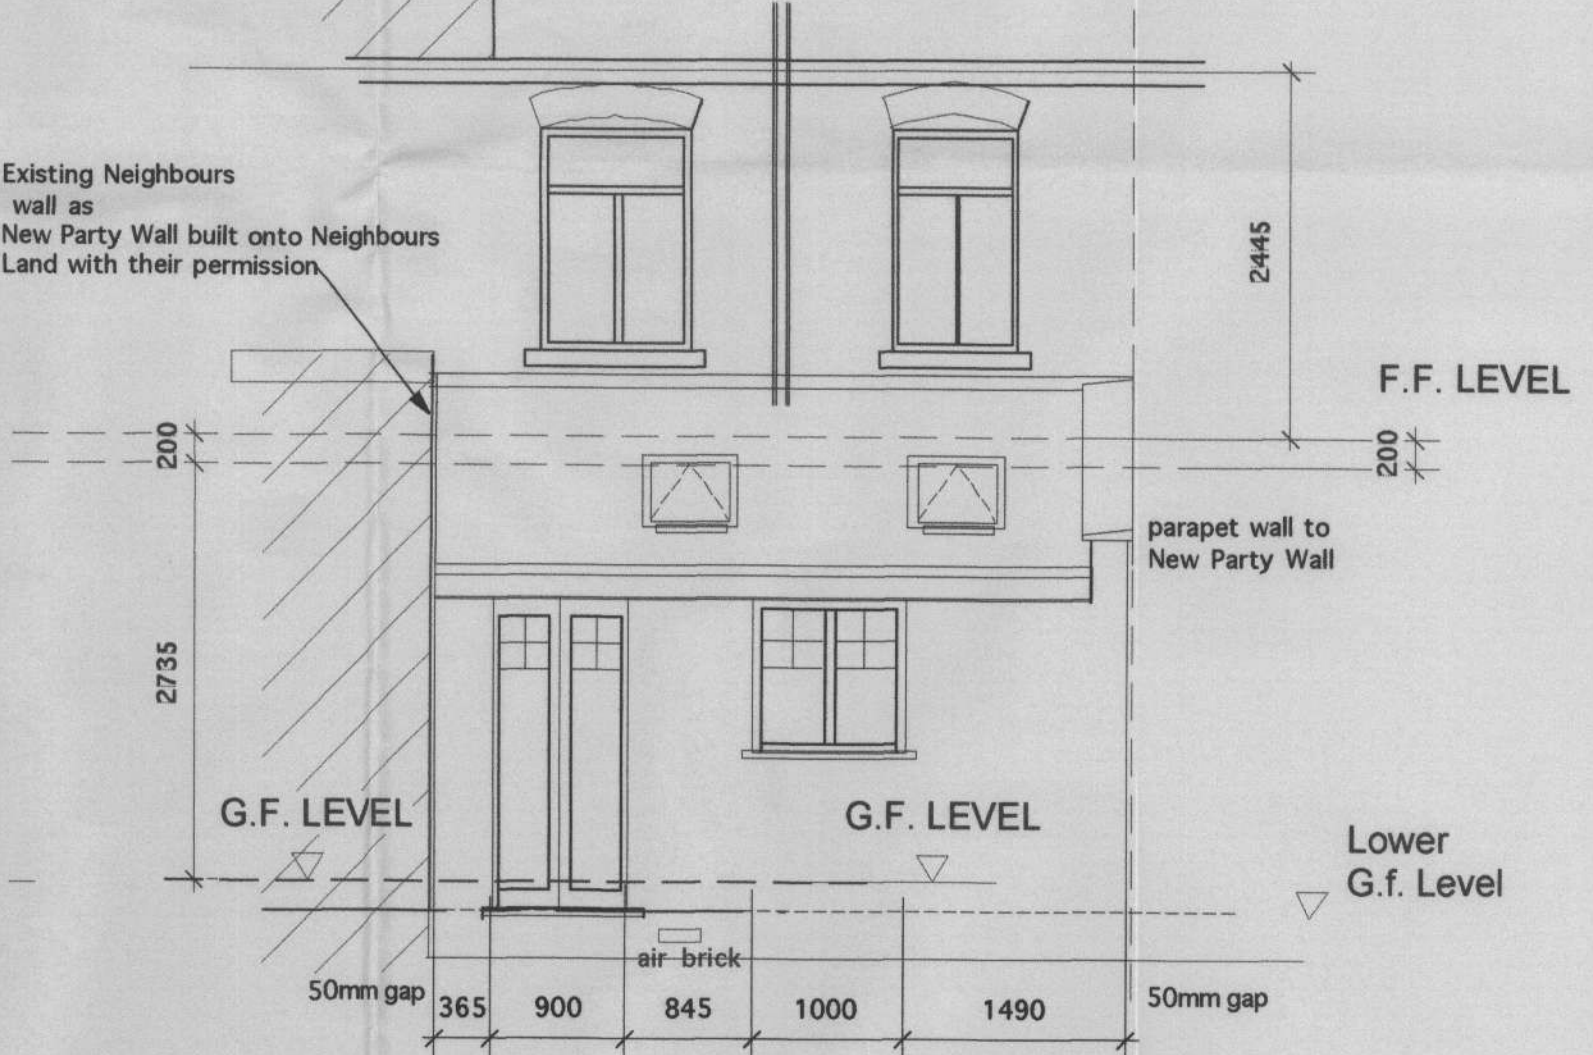 Existing Neighbours
wall as
New Party Wall built onto Neighbours
Land with their permission
2445
F.F. LEVEL
200
200
parapet wall to
New Party Wall
2735
G.F. LEVEL
G.F. LEVEL
Lower
G.f. Level
air brick
50mm gap
365
900
845
1000
1490
50mm gap